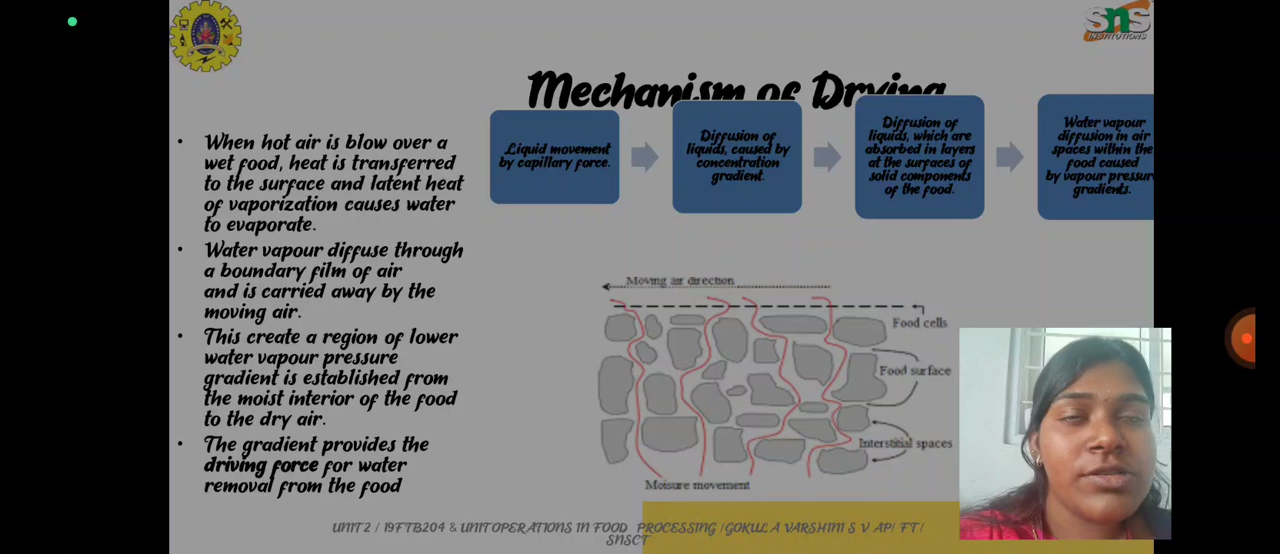 SNS
INSTITUTIONS
Mechanism of Drying
• When hot air is blow over a
wet food, heat is transferred
to the surface and latent heat
of vaporization causes water
to evaporate.
• Water vapour diffuse through
a boundary film of air
and is carried away by the
moving air.
• This create a region of lower
water vapour pressure
gradient is established from
the moist interior of the food
to the dry air.
• The gradient provides the
driving force for water
removal from the food
Liquid movement
by capillary force.
Diffusion of
liquids, caused by
concentration
gradient.
Diffusion of
liquids, which are
absorbed in layers
at the surfaces of
solid components
of the food.
Water vapour
diffusion in air
spaces within the
food caused
by vapour pressur
gradients.
Moving air direction
Food cells
Food surface
Interstitial spaces
Moisure movement
UNIT 2 / 19FTB204 & UNIT OPERATIONS IN FOOD PROCESSING /GOKUL A VARSHINI S V AP/ FT/
SNSCT